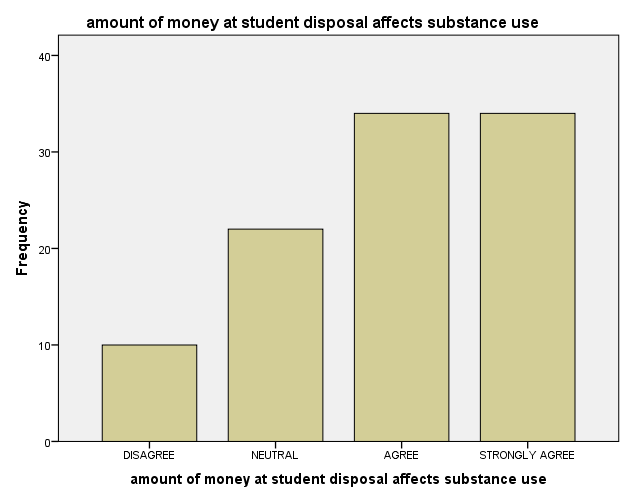 amount of money at student disposal affects substance use
Frequency
40
30
20
10
0
DISAGREE NEUTRAL AGREE STRONGLY AGREE
amount of money at student disposal affects substance use